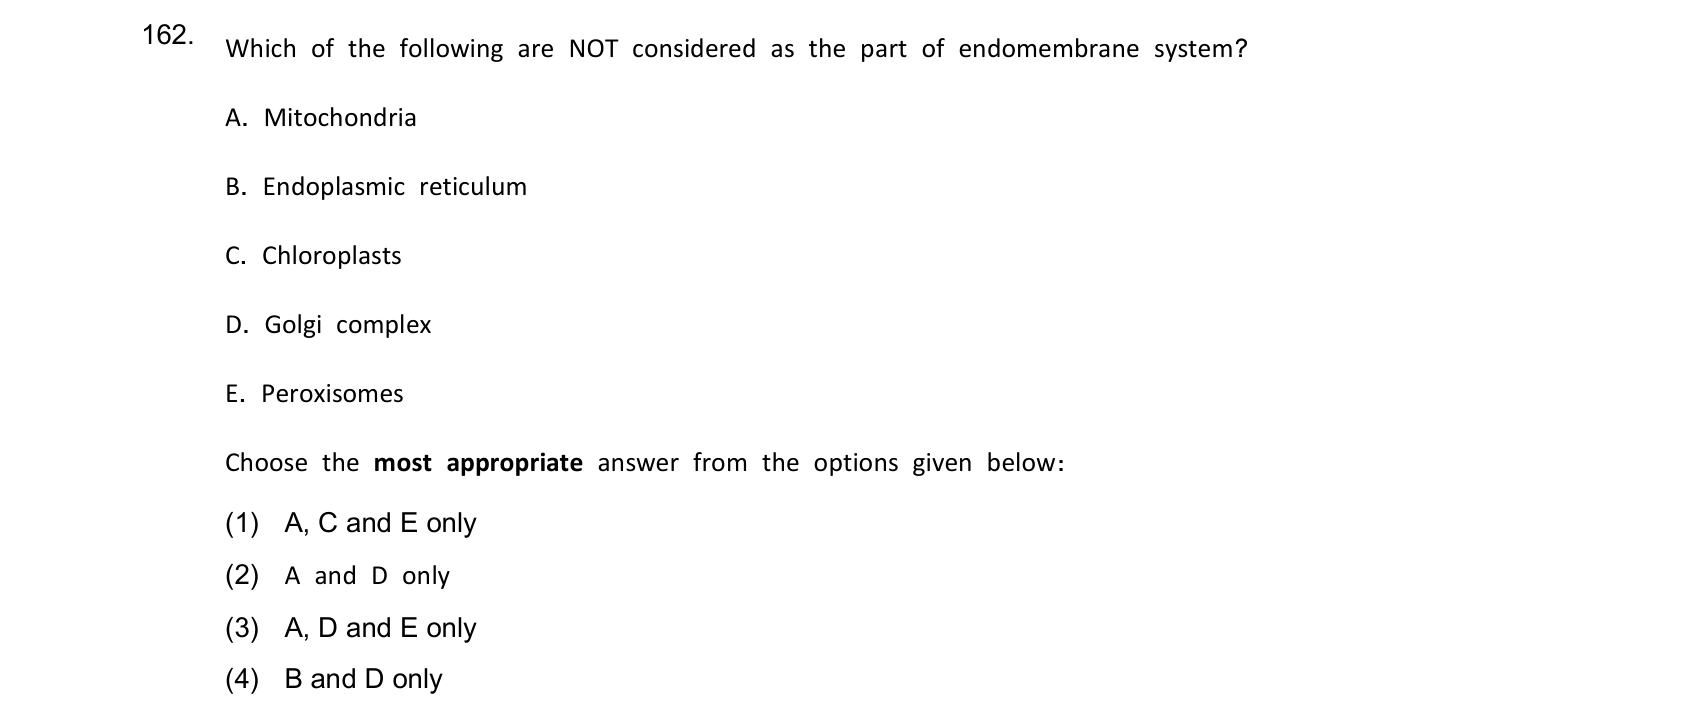 162. Which of the following are NOT considered as the part of endomembrane system?
A. Mitochondria
B. Endoplasmic reticulum
C. Chloroplasts
D. Golgi complex
E. Peroxisomes
Choose the most appropriate answer from the options given below:
(1) A, C and E only
(2) A and D only
(3) A, D and E only
(4) B and D only